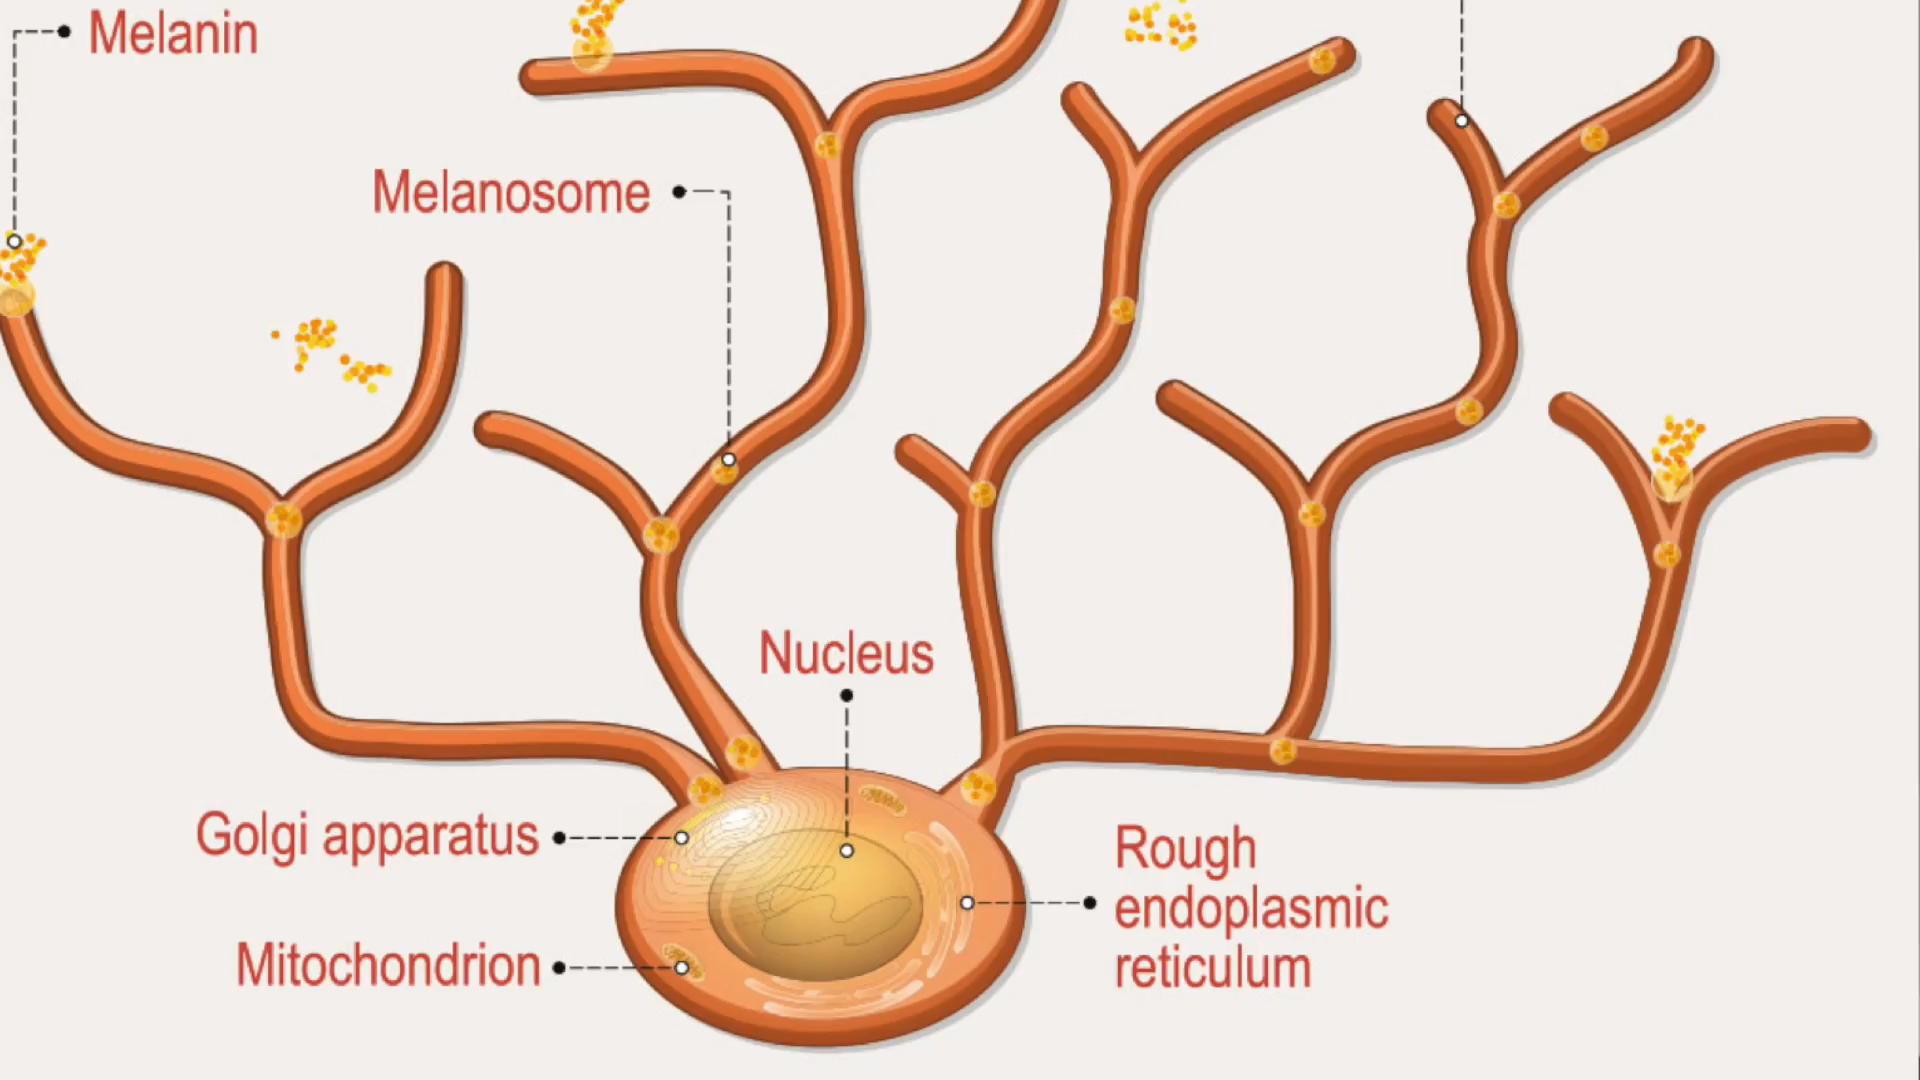 Melanin
Melanosome
Nucleus
Golgi apparatus
Rough
endoplasmic
reticulum
Mitochondrion